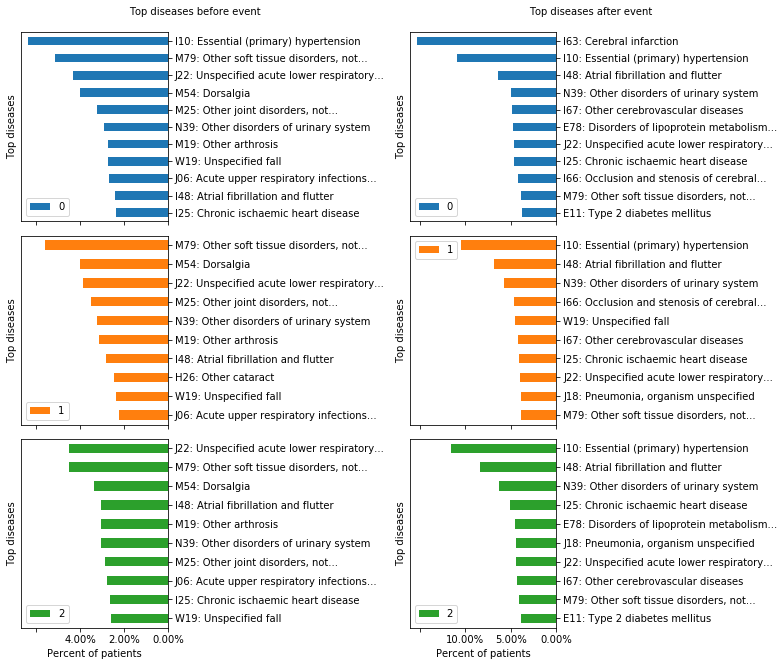 Top diseases before event
Top diseases
I10: Essential (primary) hypertension
M79: Other soft tissue disorders, not...
J22: Unspecified acute lower respiratory...
M54: Dorsalgia
M25: Other joint disorders, not...
N39: Other disorders of urinary system
M19: Other arthrosis
W19: Unspecified fall
J06: Acute upper respiratory infections...
I48: Atrial fibrillation and flutter
I25: Chronic ischaemic heart disease
0
Top diseases
M79: Other soft tissue disorders, not...
M54: Dorsalgia
J22: Unspecified acute lower respiratory...
M25: Other joint disorders, not...
N39: Other disorders of urinary system
M19: Other arthrosis
I48: Atrial fibrillation and flutter
H26: Other cataract
W19: Unspecified fall
J06: Acute upper respiratory infections...
1
Top diseases
J22: Unspecified acute lower respiratory...
M79: Other soft tissue disorders, not...
M54: Dorsalgia
I48: Atrial fibrillation and flutter
M19: Other arthrosis
N39: Other disorders of urinary system
M25: Other joint disorders, not...
J06: Acute upper respiratory infections...
I25: Chronic ischaemic heart disease
W19: Unspecified fall
2
4.00% 2.00% 0.00%
Percent of patients
Top diseases after event
Top diseases
I63: Cerebral infarction
I10: Essential (primary) hypertension
I48: Atrial fibrillation and flutter
N39: Other disorders of urinary system
I67: Other cerebrovascular diseases
E78: Disorders of lipoprotein metabolism...
J22: Unspecified acute lower respiratory...
I25: Chronic ischaemic heart disease
I66: Occlusion and stenosis of cerebral...
M79: Other soft tissue disorders, not...
E11: Type 2 diabetes mellitus
0
Top diseases
1
I10: Essential (primary) hypertension
I48: Atrial fibrillation and flutter
N39: Other disorders of urinary system
I66: Occlusion and stenosis of cerebral...
W19: Unspecified fall
I67: Other cerebrovascular diseases
I25: Chronic ischaemic heart disease
J22: Unspecified acute lower respiratory...
J18: Pneumonia, organism unspecified
M79: Other soft tissue disorders, not...
Top diseases
I10: Essential (primary) hypertension
I48: Atrial fibrillation and flutter
N39: Other disorders of urinary system
I25: Chronic ischaemic heart disease
E78: Disorders of lipoprotein metabolism...
J18: Pneumonia, organism unspecified
J22: Unspecified acute lower respiratory...
I67: Other cerebrovascular diseases
M79: Other soft tissue disorders, not...
E11: Type 2 diabetes mellitus
2
10.00% 5.00% 0.00%
Percent of patients